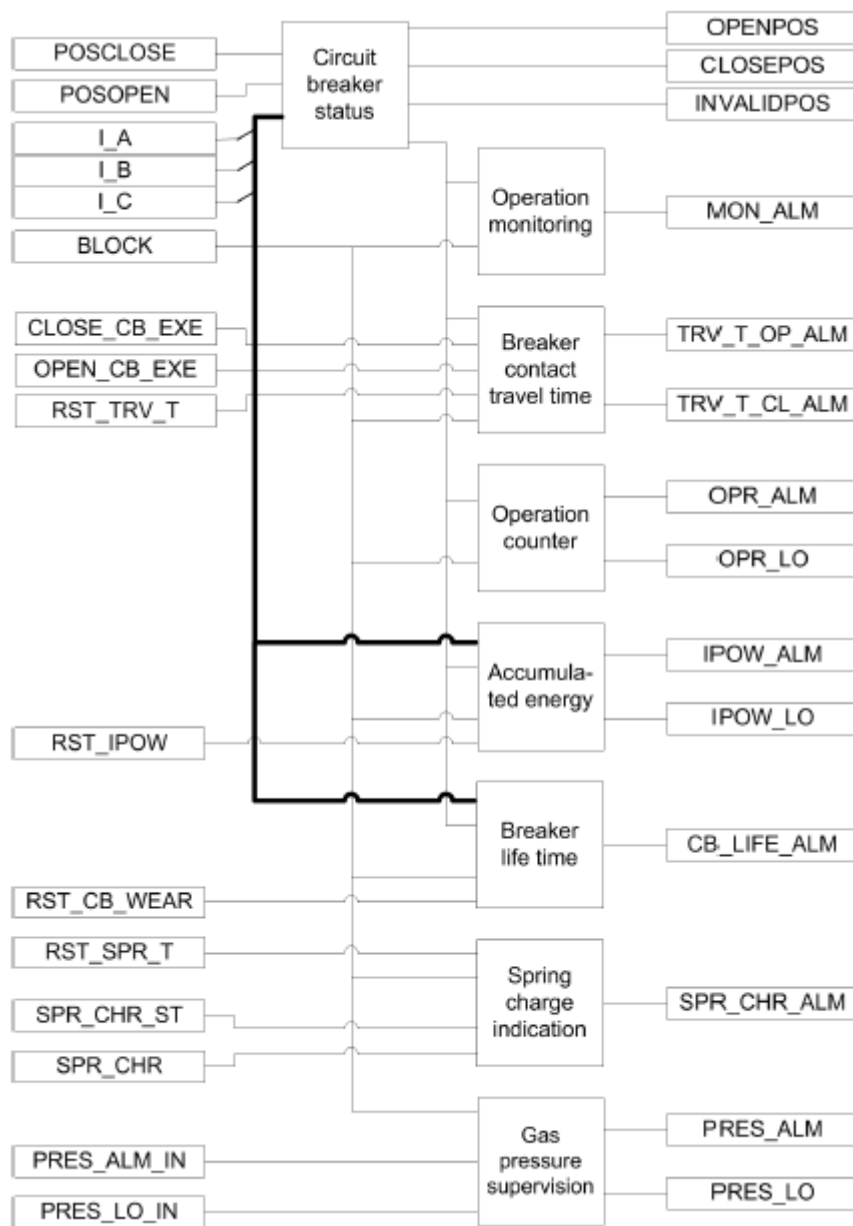 POSCLOSE
POSOPEN
I_A
I_B
I_C
BLOCK
CLOSE_CB_EXE
OPEN_CB_EXE
RST_TRV_T
RST_IPOW
RST_CB_WEAR
RST_SPR_T
SPR_CHR_ST
SPR_CHR
PRES_ALM_IN
PRES_LO_IN
Circuit
breaker
status
Operation
monitoring
Breaker
contact
travel time
Operation
counter
Accumula-
ted energy
Breaker
life time
Spring
charge
indication
Gas
pressure
supervision
OPENPOS
CLOSEPOS
INVALIDPOS
MON_ALM
TRV_T_OP_ALM
TRV_T_CL_ALM
OPR_ALM
OPR_LO
IPOW_ALM
IPOW_LO
CB_LIFE_ALM
SPR_CHR_ALM
PRES_ALM
PRES_LO